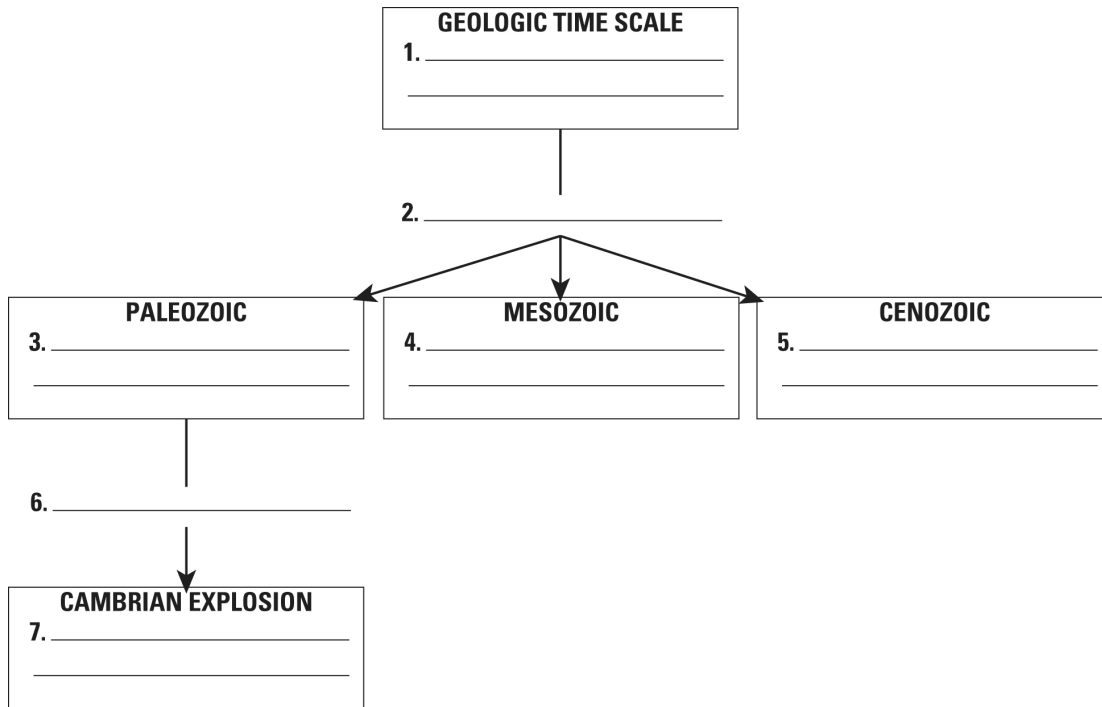 GEOLOGIC TIME SCALE
1.
2.
PALEOZOIC
3.
MESOZOIC
4.
CENOZOIC
5.
6.
CAMBRIAN EXPLOSION
7.